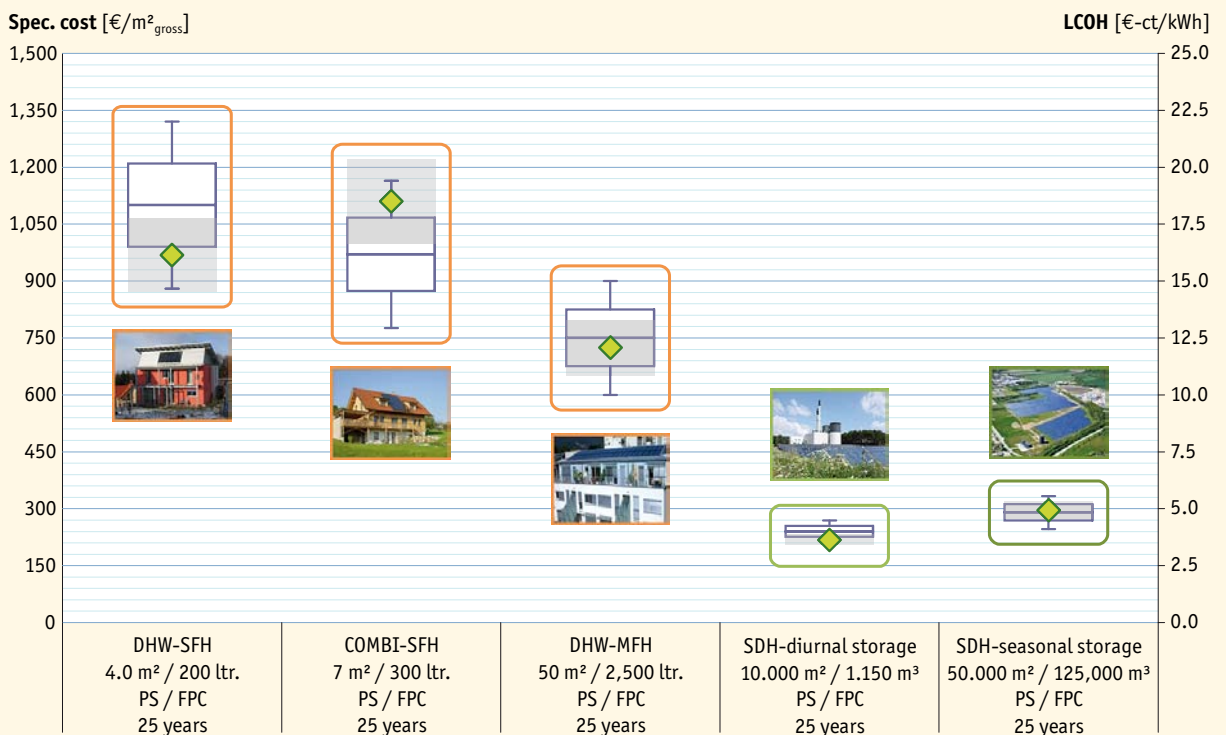 Spec. cost [€/m²gross]
LCOH [€-ct/kWh]
1,500
1,350
1,200
1,050
900
750
600
450
300
150
0
25.0
22.5
20.0
17.5
15.0
12.5
10.0
7.5
5.0
2.5
0.0
DHW-SFH
4.0 m² / 200 ltr.
PS / FPC
25 years
COMBI-SFH
7 m² / 300 ltr.
PS / FPC
25 years
DHW-MFH
50 m² / 2,500 ltr.
PS / FPC
25 years
SDH-diurnal storage
10.000 m² / 1.150 m³
PS / FPC
25 years
SDH-seasonal storage
50.000 m² / 125,000 m³
PS / FPC
25 years